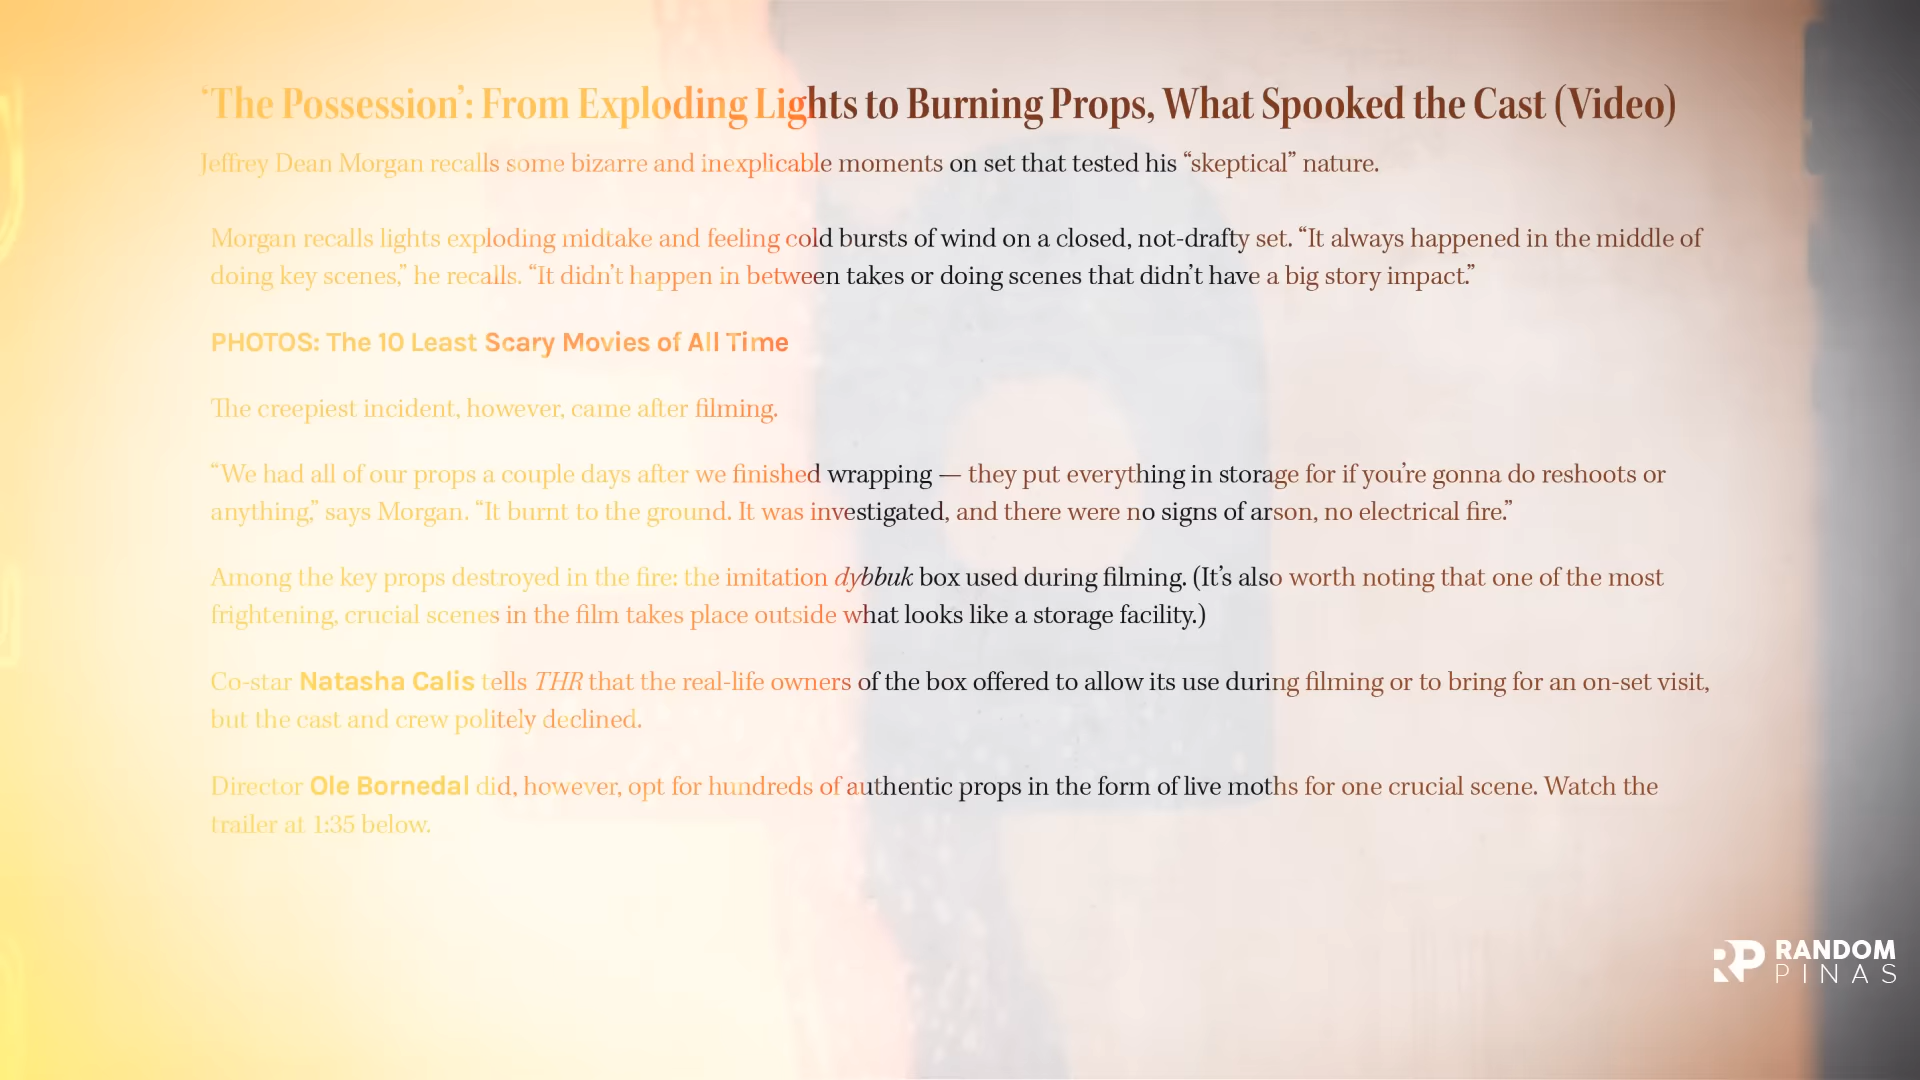 ‘The Possession’: From Exploding Lights to Burning Props, What Spooked the Cast (Video)
Jeffrey Dean Morgan recalls some bizarre and inexplicable moments on set that tested his “skeptical” nature.
Morgan recalls lights exploding midtake and feeling cold bursts of wind on a closed, not-drafty set. “It always happened in the middle of
doing key scenes,” he recalls. “It didn’t happen in between takes or doing scenes that didn’t have a big story impact.”
PHOTOS: The 10 Least Scary Movies of All Time
The creepiest incident, however, came after filming.
“We had all of our props a couple days after we finished wrapping — they put everything in storage for if you’re gonna do reshoots or
anything,” says Morgan. “It burnt to the ground. It was investigated, and there were no signs of arson, no electrical fire.”
Among the key props destroyed in the fire: the imitation dybbuk box used during filming. (It’s also worth noting that one of the most
frightening, crucial scenes in the film takes place outside what looks like a storage facility.)
Co-star Natasha Calis tells THR that the real-life owners of the box offered to allow its use during filming or to bring for an on-set visit,
but the cast and crew politely declined.
Director Ole Bornedal did, however, opt for hundreds of authentic props in the form of live moths for one crucial scene. Watch the
trailer at 1:35 below.
RP RANDOM
PINAS